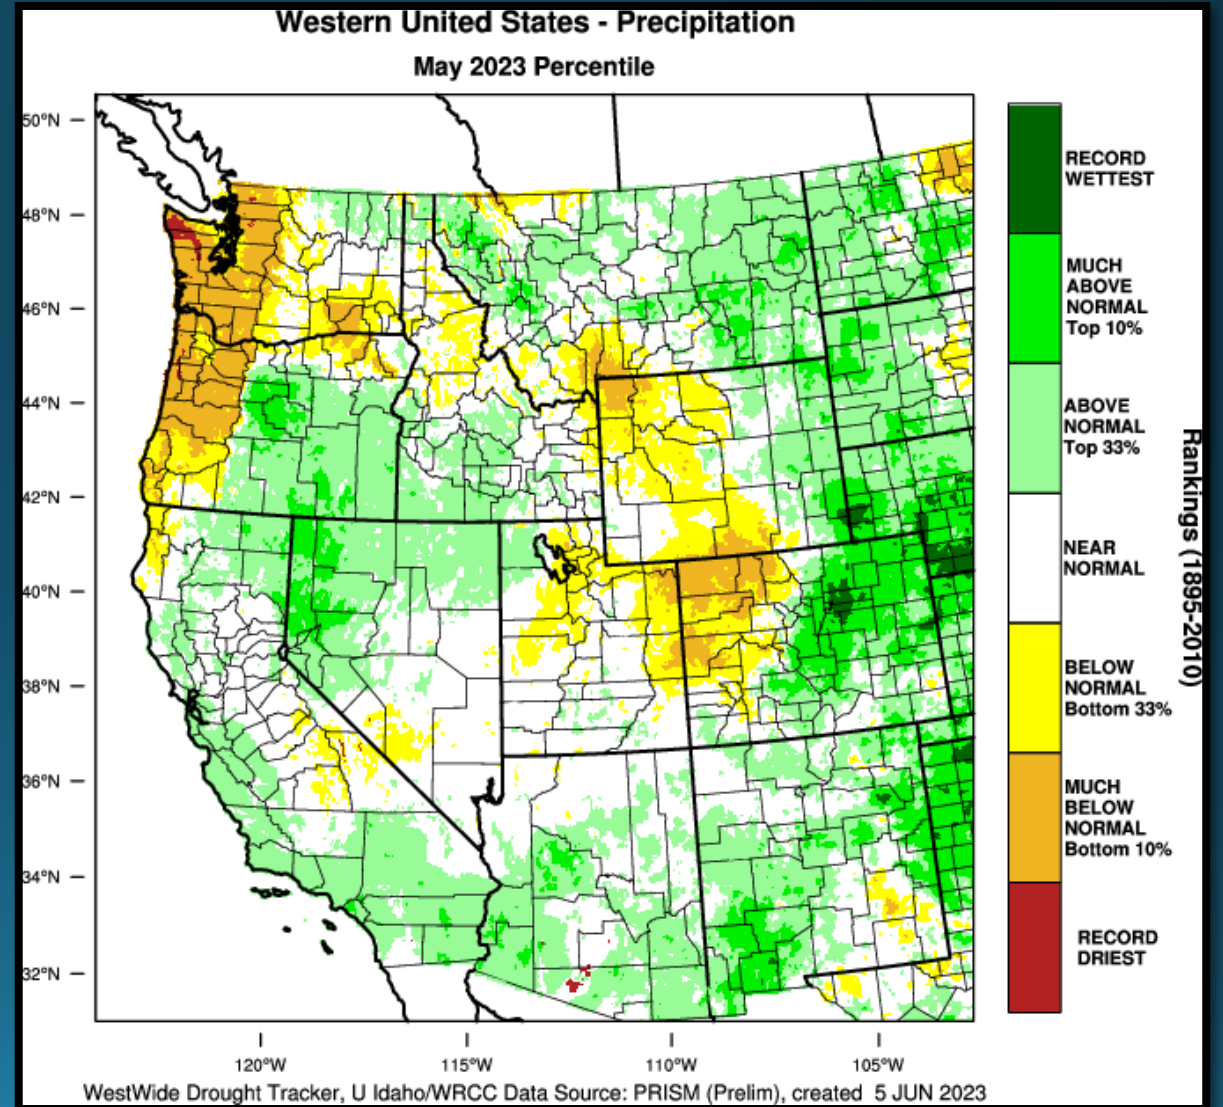 Western United States - Precipitation
May 2023 Percentile
50°N
48°N
46°N
44°N
42°N
40°N
38°N
36°N
34°N
32°N
120°W
115°W
110°W
105°W
RECORD
WETTEST
MUCH
ABOVE
NORMAL
Top 10%
ABOVE
NORMAL
Top 33%
NEAR
NORMAL
BELOW
NORMAL
Bottom 33%
MUCH
BELOW
NORMAL
Bottom 10%
RECORD
DRIEST
Rankings (1895-2010)
WestWide Drought Tracker, U Idaho/WRCC Data Source: PRISM (Prelim), created 5 JUN 2023